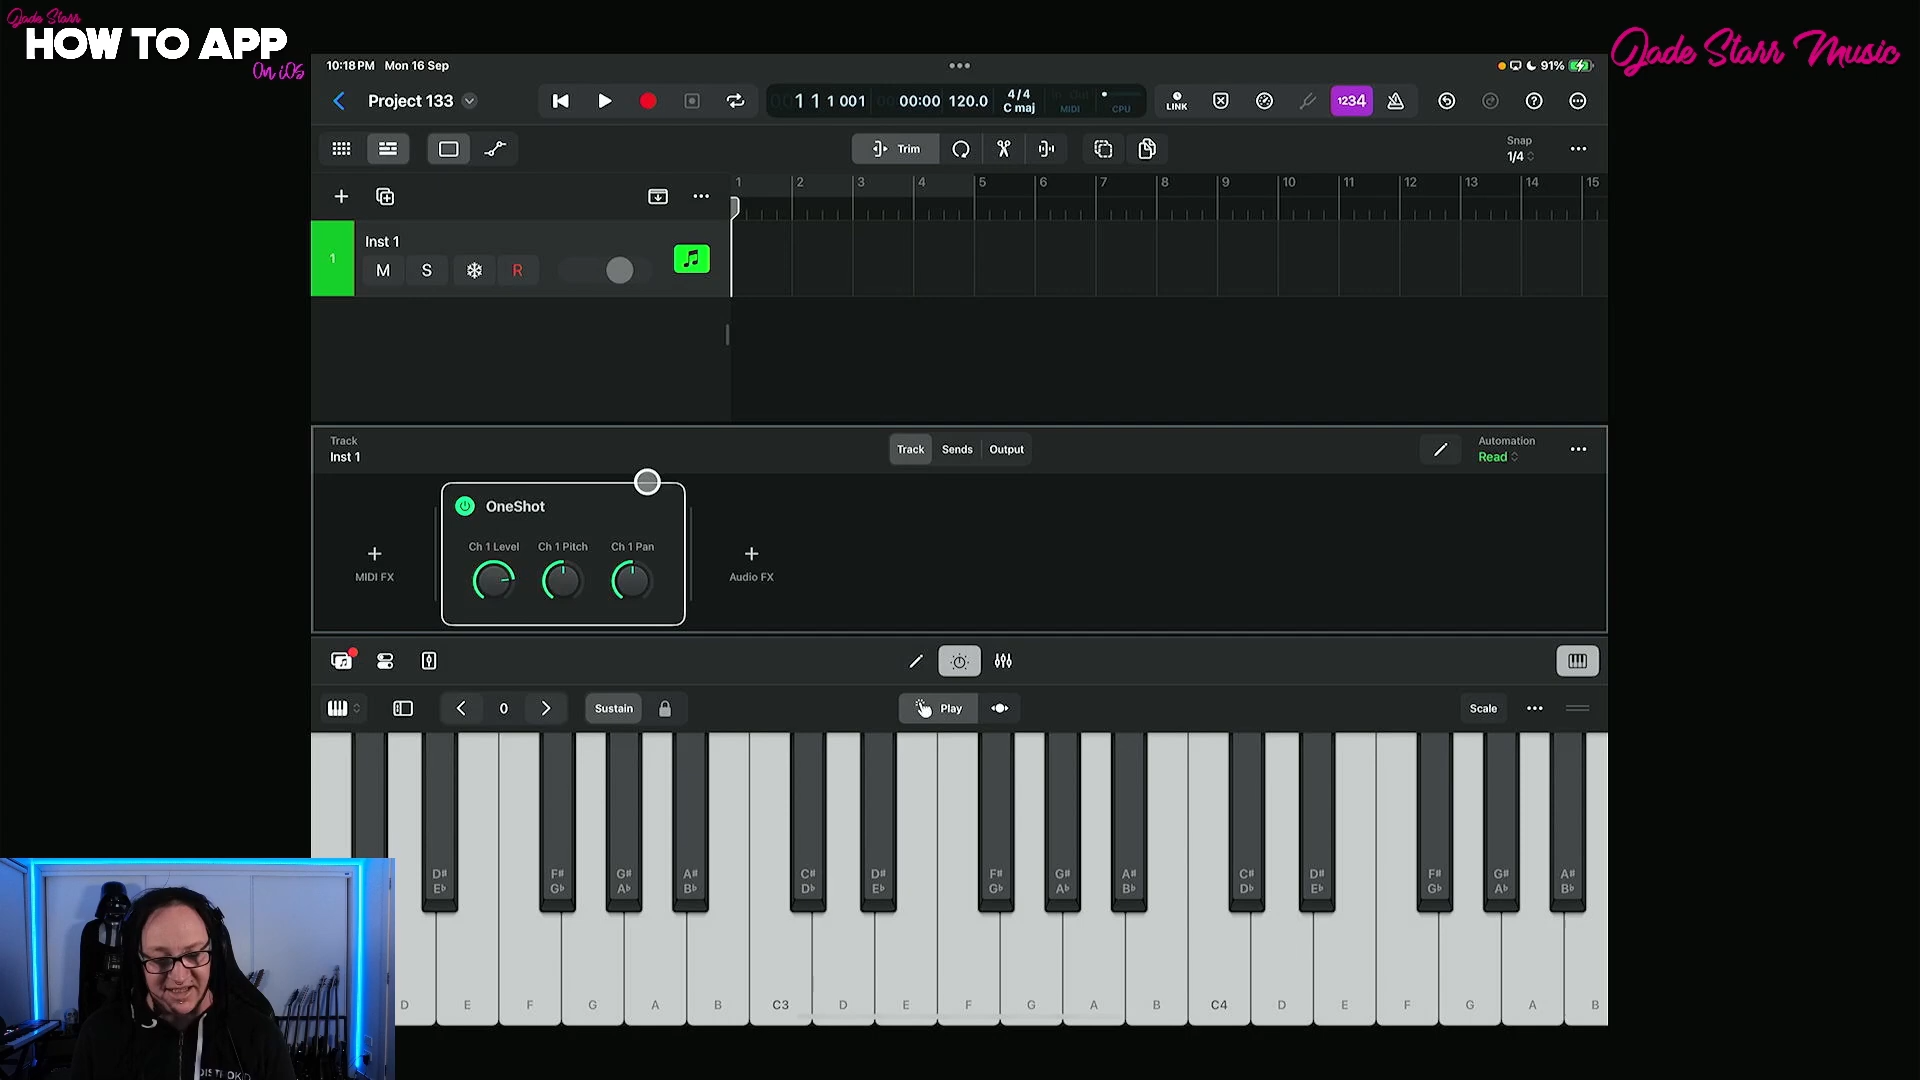 Jade Starr
HOW TO APP
On iOS
Jade Starr Music
10:18 PM Mon 16 Sep
91%
Project 133
1 1 1 001
00:00
120.0
4/4
C maj
In Out
MIDI
CPU
LINK
1234
Trim
Snap
1/4
1 2 3 4 5 6 7 8 9 10 11 12 13 14 15
1
Inst 1
M S R
Track
Inst 1
Track Sends Output
Automation
Read
OneShot
Ch 1 Level Ch 1 Pitch Ch 1 Pan
MIDI FX
Audio FX
0
Sustain
Play
Scale
D# F# G# A# C# D# F# G# A# C# D# F# G# A#
E♭ G♭ A♭ B♭ D♭ E♭ G♭ A♭ B♭ D♭ E♭ G♭ A♭ B♭
D E F G A B C3 D E F G A B C4 D E F G A B